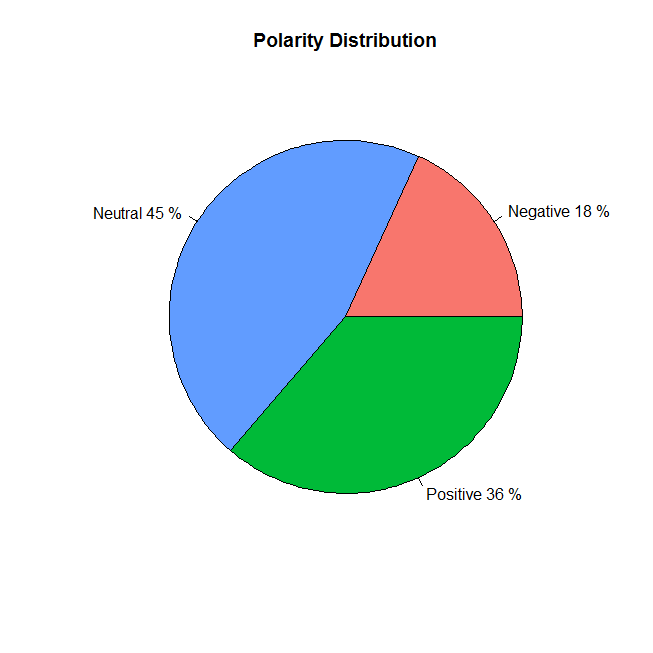 Polarity Distribution
Neutral 45 %
Negative 18 %
Positive 36 %